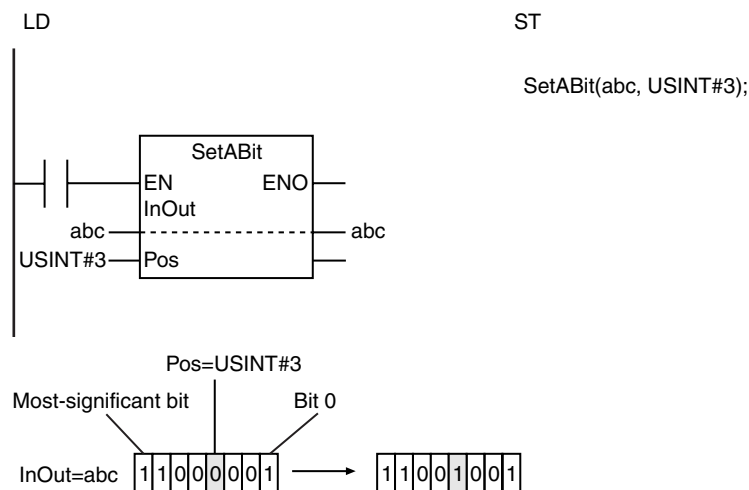 LD
ST
SetABit(abc, USINT#3);
SetABit
EN ENO
InOut
abc abc
USINT#3 Pos
Pos=USINT#3
Most-significant bit Bit 0
InOut=abc 1 1 0 0 0 0 0 1 1 1 0 0 1 0 0 1